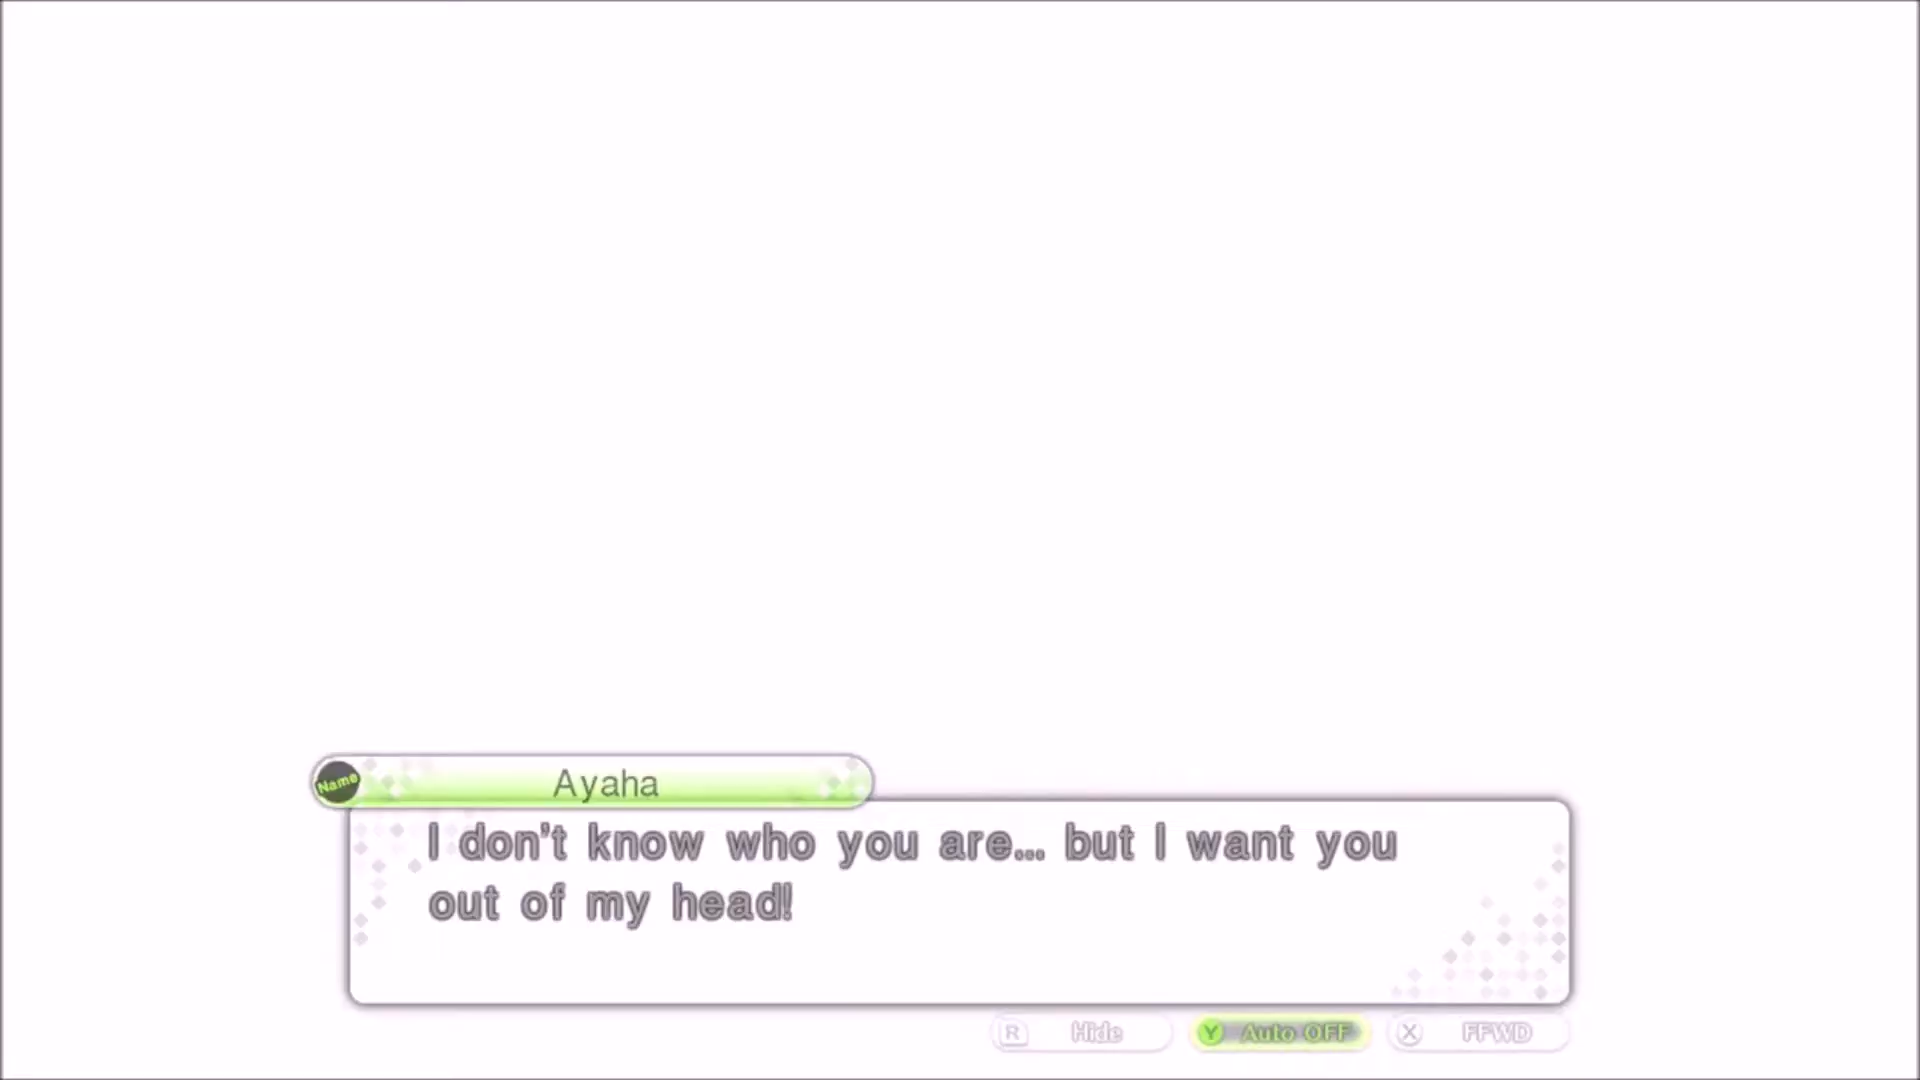 Name
Ayaha
I don't know who you are... but I want you
out of my head!
R Hide
Y Auto OFF
X FFWD